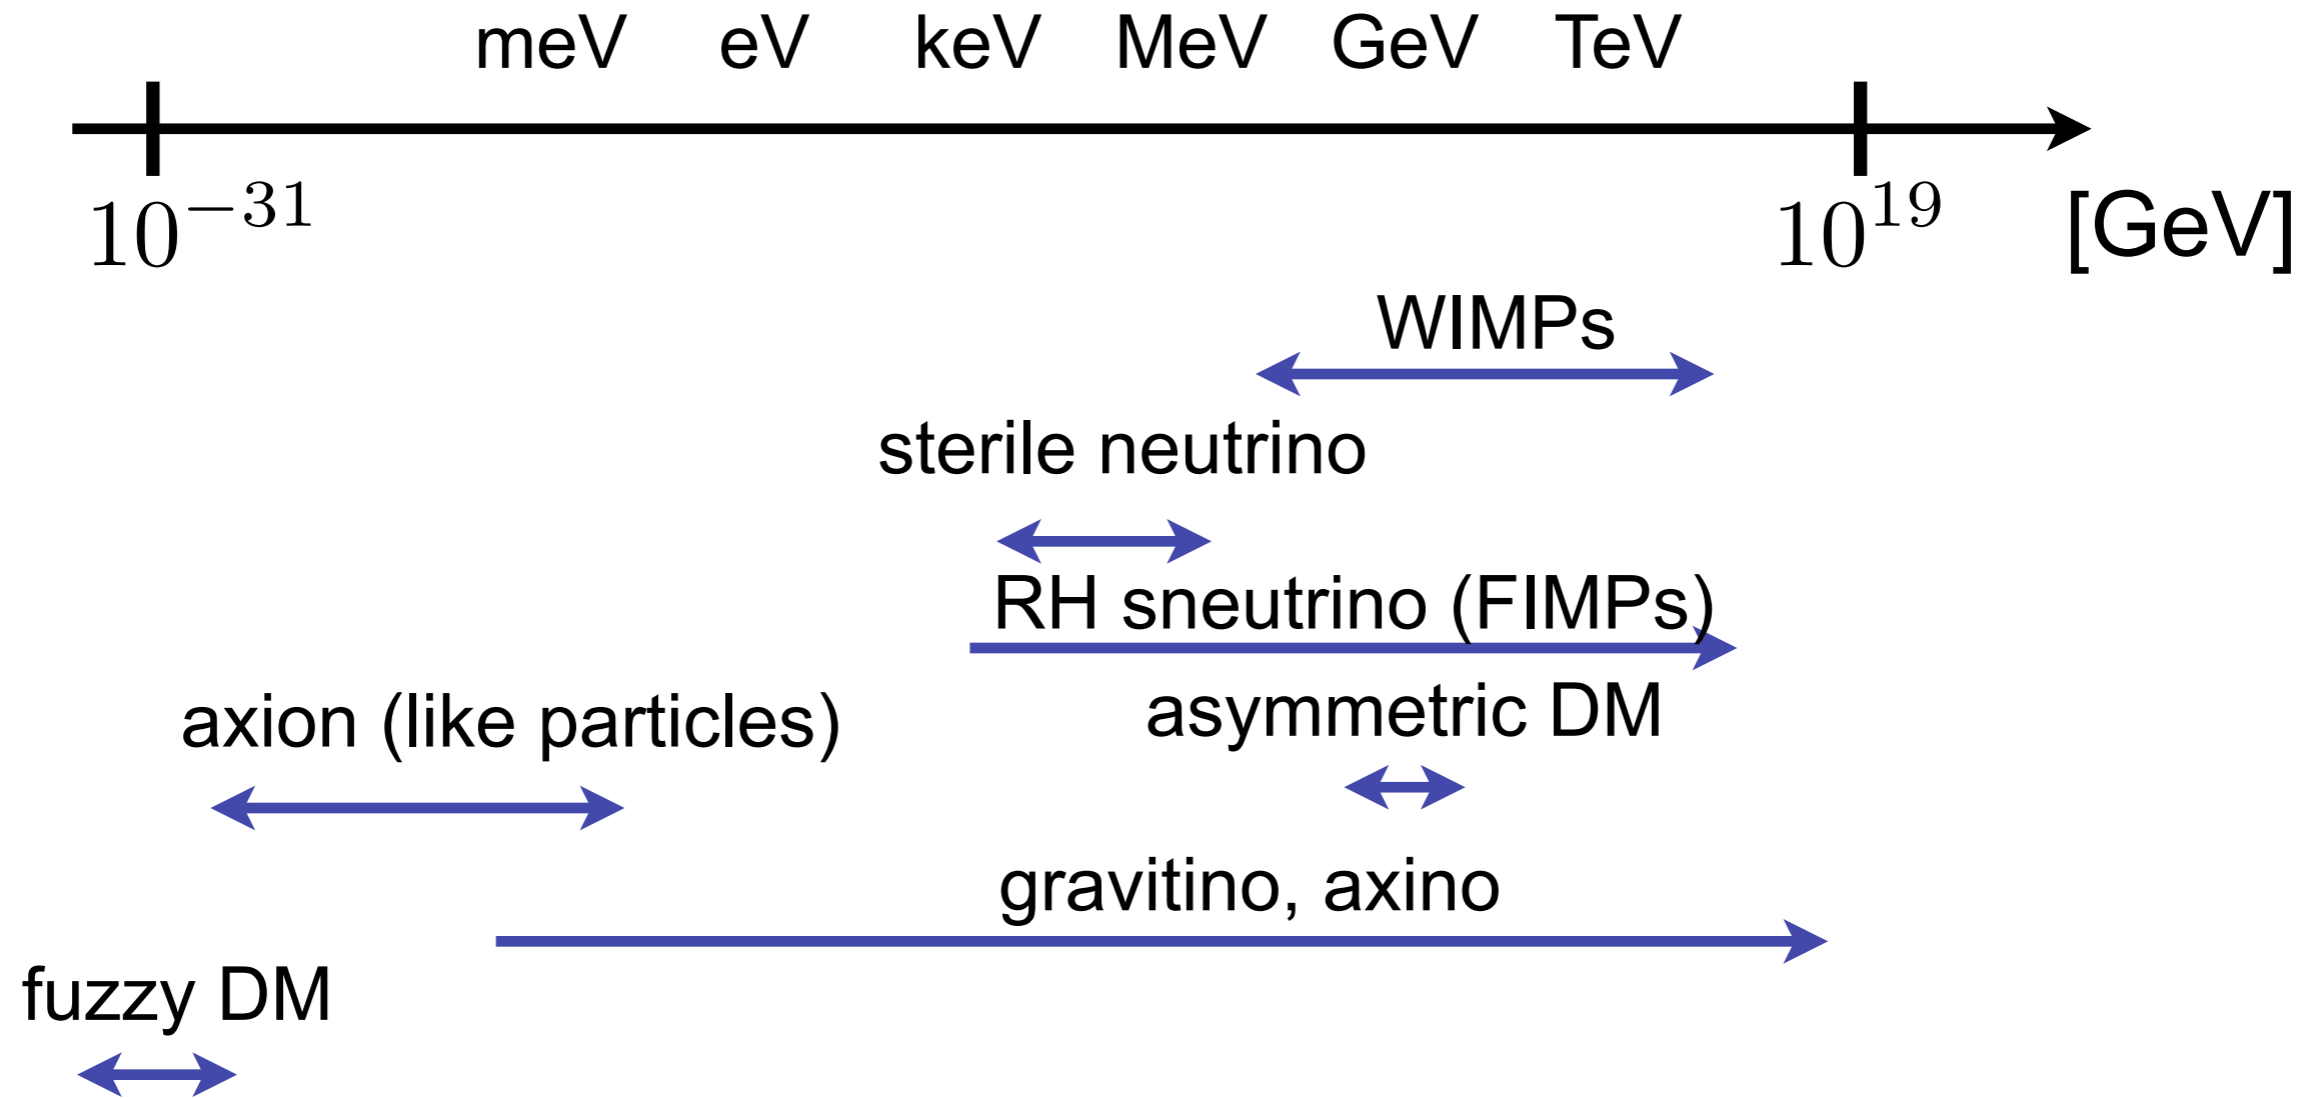 meV eV keV MeV GeV TeV
10^{-31} 10^{19} [GeV]
WIMPs
sterile neutrino
RH sneutrino (FIMPs)
asymmetric DM
axion (like particles)
gravitino, axino
fuzzy DM